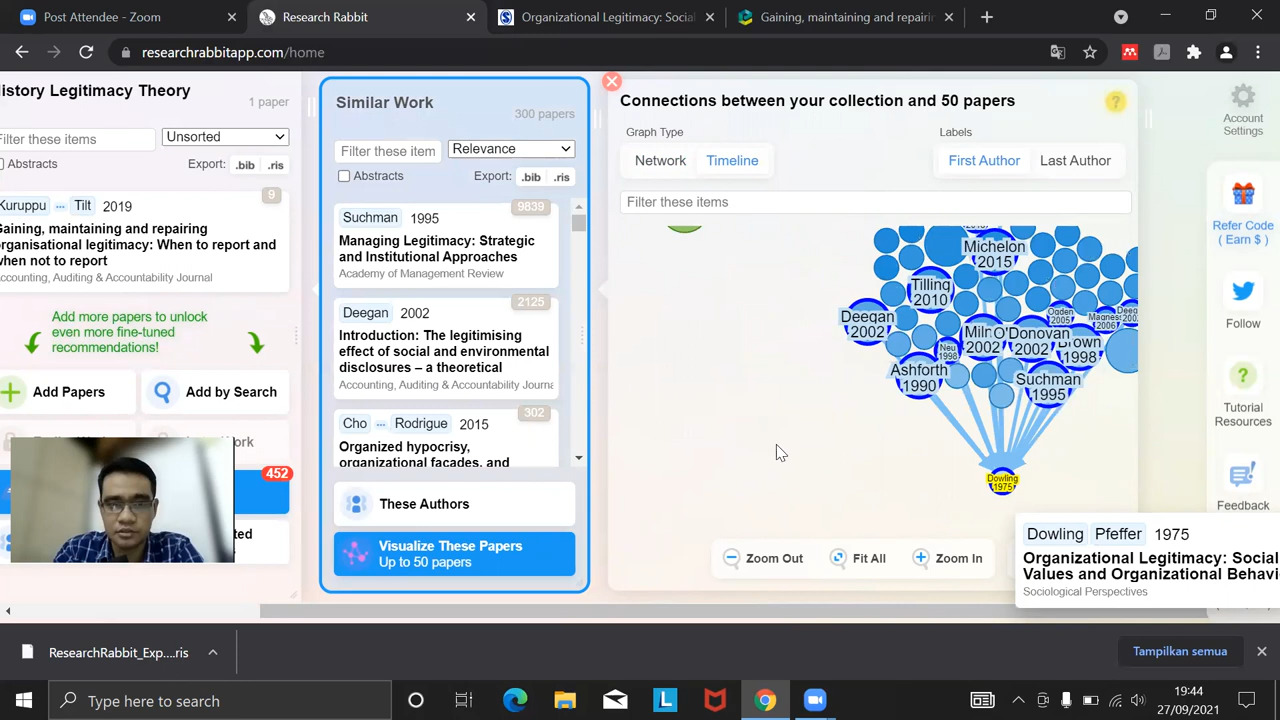 Post Attendee - Zoom
Research Rabbit
Organizational Legitimacy: Social
Gaining, maintaining and repairin
researchrabbitapp.com/home
History Legitimacy Theory
1 paper
Filter these items
Unsorted
Abstracts
Export: .bib .ris
9
Kuruppu ··· Tilt 2019
Gaining, maintaining and repairing
organisational legitimacy: When to report and
when not to report
Accounting, Auditing & Accountability Journal
Add more papers to unlock
even more fine-tuned
recommendations!
Add Papers
Add by Search
452
Similar Work
300 papers
Filter these item
Relevance
Abstracts
Export: .bib .ris
9839
Suchman 1995
Managing Legitimacy: Strategic
and Institutional Approaches
Academy of Management Review
2125
Deegan 2002
Introduction: The legitimising
effect of social and environmental
disclosures – a theoretical
Accounting, Auditing & Accountability Journa
302
Cho ··· Rodrigue 2015
Organized hypocrisy,
organizational façades, and
These Authors
Visualize These Papers
Up to 50 papers
Connections between your collection and 50 papers
?
Graph Type
Labels
Network
Timeline
First Author
Last Author
Filter these items
Michelon
2015
Tilling
2010
Deegan
2002
Ogden
2005
Magness
2006
Neu
1998
Miln
2002
O'Donovan
2002
Brown
1998
Ashforth
1990
Suchman
1995
Dowling
1975
Zoom Out
Fit All
Zoom In
Dowling Pfeffer 1975
Organizational Legitimacy: Social
Values and Organizational Behavi
Sociological Perspectives
Account
Settings
Refer Code
( Earn $ )
Follow
?
Tutorial
Resources
Feedback
ResearchRabbit_Exp....ris
Tampilkan semua
Type here to search
L
19:44
27/09/2021